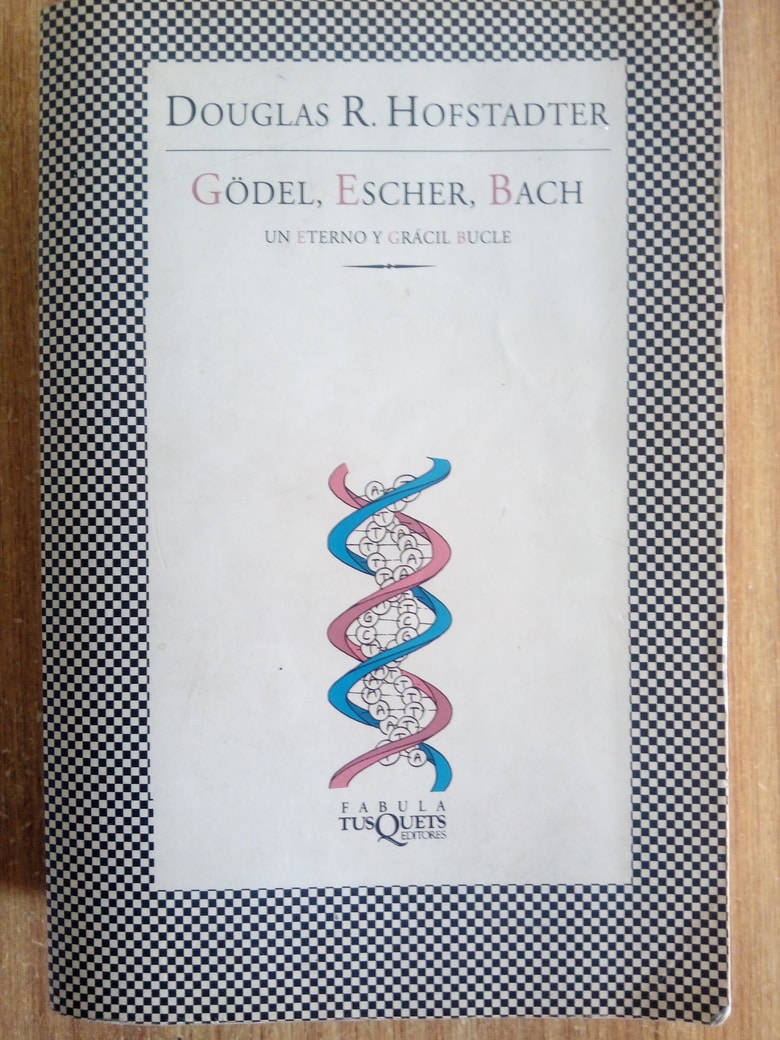 DOUGLAS R. HOFSTADTER
GÖDEL, ESCHER, BACH
UN ETERNO Y GRÁCIL BUCLE
FABULA
TUSQUETS
EDITORES